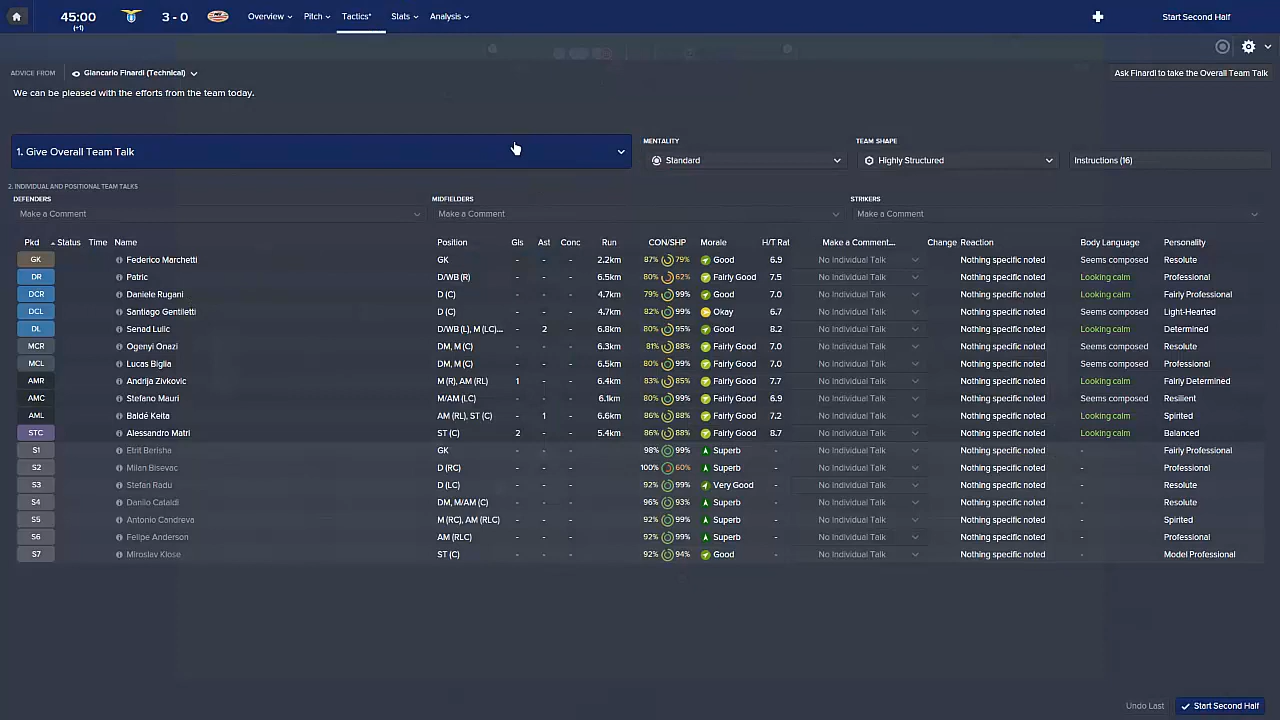 45:00 3 - 0 Overview Pitch Tactics* Stats Analysis Start Second Half
(+1)
ADVICE FROM Giancarlo Finardi (Technical) Ask Finardi to take the Overall Team Talk
We can be pleased with the efforts from the team today.
MENTALITY TEAM SHAPE
1. Give Overall Team Talk Standard Highly Structured Instructions (16)
2. INDIVIDUAL AND POSITIONAL TEAM TALKS
DEFENDERS MIDFIELDERS STRIKERS
Make a Comment Make a Comment Make a Comment
Pkd Status Time Name Position Gls Ast Conc Run CON/SHP Morale H/T Rat Make a Comment... Change Reaction Body Language Personality
GK Federico Marchetti GK - - - 2.2km 87% 79% Good 6.9 No Individual Talk Nothing specific noted Seems composed Resolute
DR Patric D/WB (R) - - - 6.5km 80% 62% Fairly Good 7.5 No Individual Talk Nothing specific noted Looking calm Professional
DCR Daniele Rugani D (C) - - - 4.7km 79% 99% Good 7.0 No Individual Talk Nothing specific noted Looking calm Fairly Professional
DCL Santiago Gentiletti D (C) - - - 4.7km 82% 99% Okay 6.7 No Individual Talk Nothing specific noted Seems composed Light-Hearted
DL Senad Lulic D/WB (L), M (LC)... - 2 - 6.8km 80% 95% Good 8.2 No Individual Talk Nothing specific noted Looking calm Determined
MCR Ogenyi Onazi DM, M (C) - - - 6.3km 81% 88% Fairly Good 7.0 No Individual Talk Nothing specific noted Seems composed Resolute
MCL Lucas Biglia DM, M (C) - - - 6.5km 80% 99% Fairly Good 7.0 No Individual Talk Nothing specific noted Seems composed Professional
AMR Andrija Zivkovic M (R), AM (RL) 1 - - 6.4km 83% 85% Fairly Good 7.7 No Individual Talk Nothing specific noted Looking calm Fairly Determined
AMC Stefano Mauri M/AM (LC) - - - 6.1km 80% 99% Fairly Good 6.9 No Individual Talk Nothing specific noted Seems composed Resilient
AML Baldé Keita AM (RL), ST (C) - 1 - 6.6km 86% 88% Fairly Good 7.2 No Individual Talk Nothing specific noted Looking calm Spirited
STC Alessandro Matri ST (C) 2 - - 5.4km 86% 88% Fairly Good 8.7 No Individual Talk Nothing specific noted Looking calm Balanced
S1 Etrit Berisha GK - - - 98% 99% Superb - No Individual Talk Nothing specific noted - Fairly Professional
S2 Milan Bisevac D (RC) - - - 100% 60% Superb - No Individual Talk Nothing specific noted - Professional
S3 Stefan Radu D (LC) - - - 92% 99% Very Good - No Individual Talk Nothing specific noted - Resolute
S4 Danilo Cataldi DM, M/AM (C) - - - 96% 93% Superb - No Individual Talk Nothing specific noted - Resolute
S5 Antonio Candreva M (RC), AM (RLC) - - - 92% 99% Superb - No Individual Talk Nothing specific noted - Spirited
S6 Felipe Anderson AM (RLC) - - - 92% 99% Superb - No Individual Talk Nothing specific noted - Professional
S7 Miroslav Klose ST (C) - - - 92% 94% Good - No Individual Talk Nothing specific noted - Model Professional
Undo Last Start Second Half